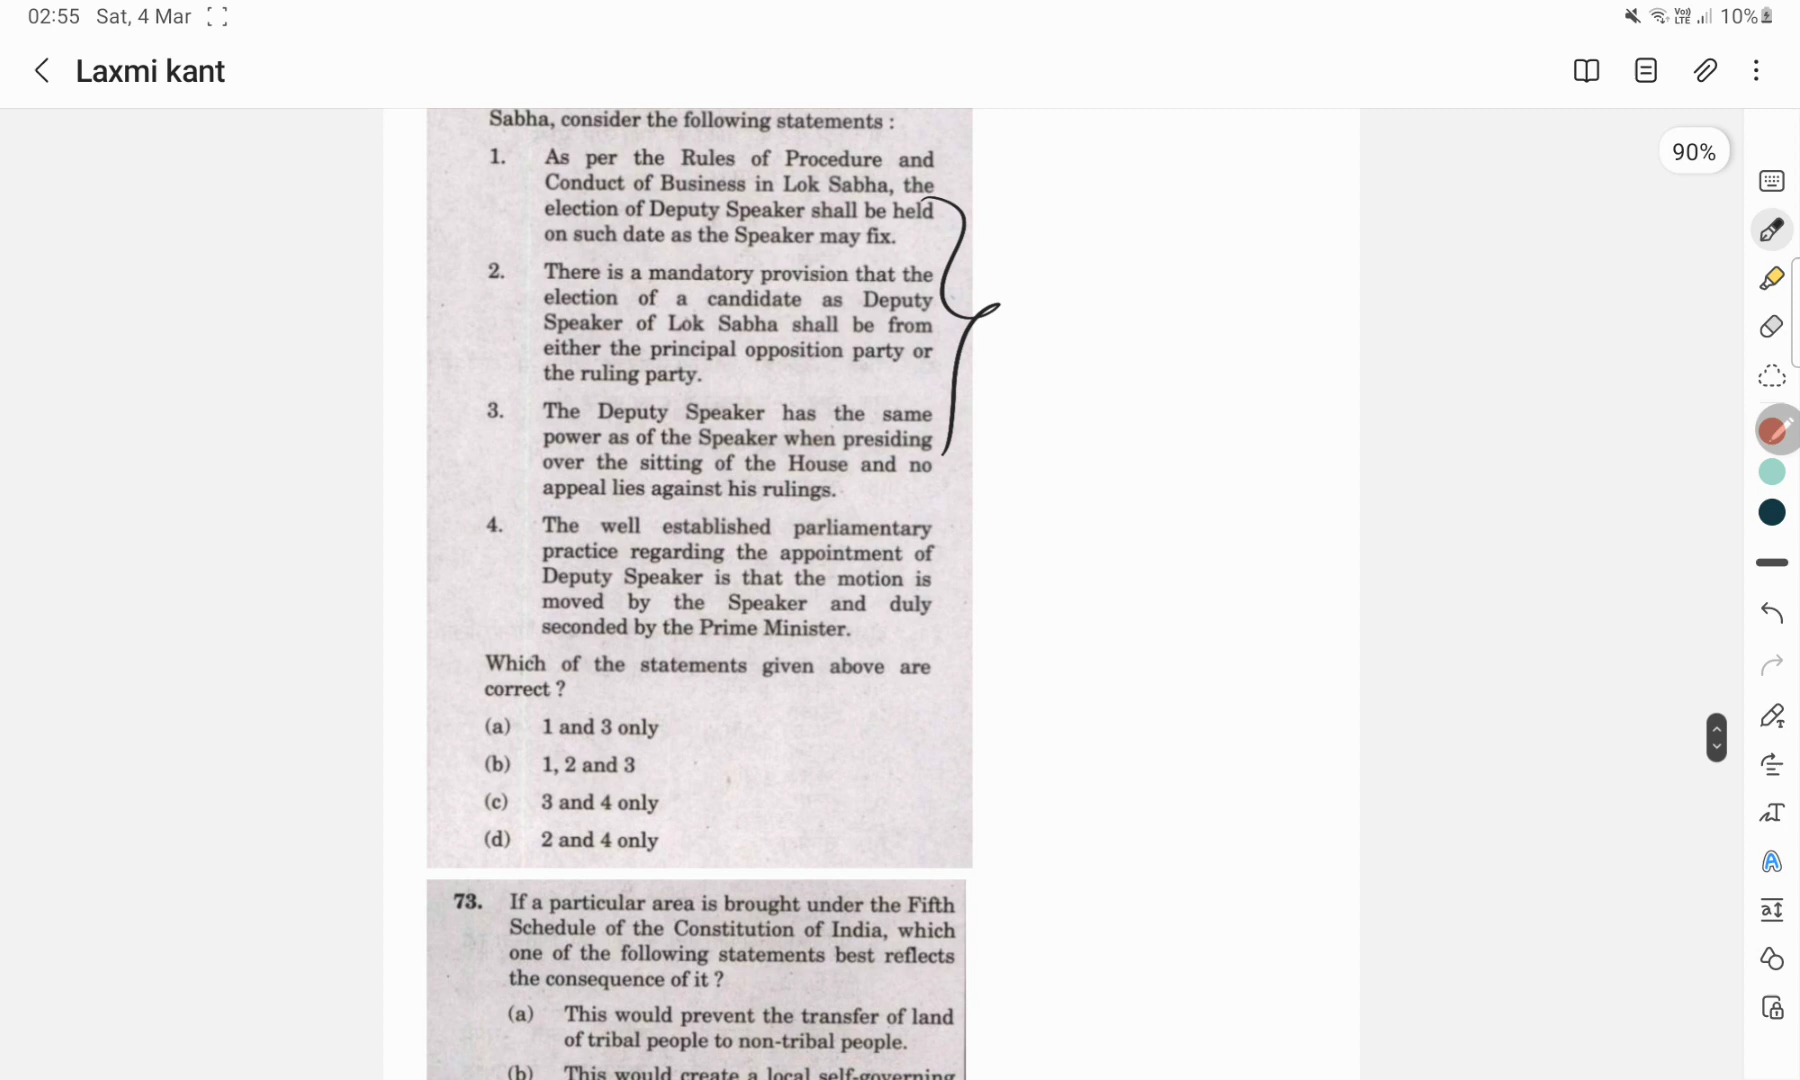 02:55 Sat, 4 Mar
Vo))
LTE
10%
Laxmi kant
90%
Sabha, consider the following statements :
1. As per the Rules of Procedure and
Conduct of Business in Lok Sabha, the
election of Deputy Speaker shall be held
on such date as the Speaker may fix.
2. There is a mandatory provision that the
election of a candidate as Deputy
Speaker of Lok Sabha shall be from
either the principal opposition party or
the ruling party.
3. The Deputy Speaker has the same
power as of the Speaker when presiding
over the sitting of the House and no
appeal lies against his rulings.
4. The well established parliamentary
practice regarding the appointment of
Deputy Speaker is that the motion is
moved by the Speaker and duly
seconded by the Prime Minister.
Which of the statements given above are
correct ?
(a) 1 and 3 only
(b) 1, 2 and 3
(c) 3 and 4 only
(d) 2 and 4 only
73. If a particular area is brought under the Fifth
Schedule of the Constitution of India, which
one of the following statements best reflects
the consequence of it ?
(a) This would prevent the transfer of land
of tribal people to non-tribal people.
(b) This would create a local self-governing